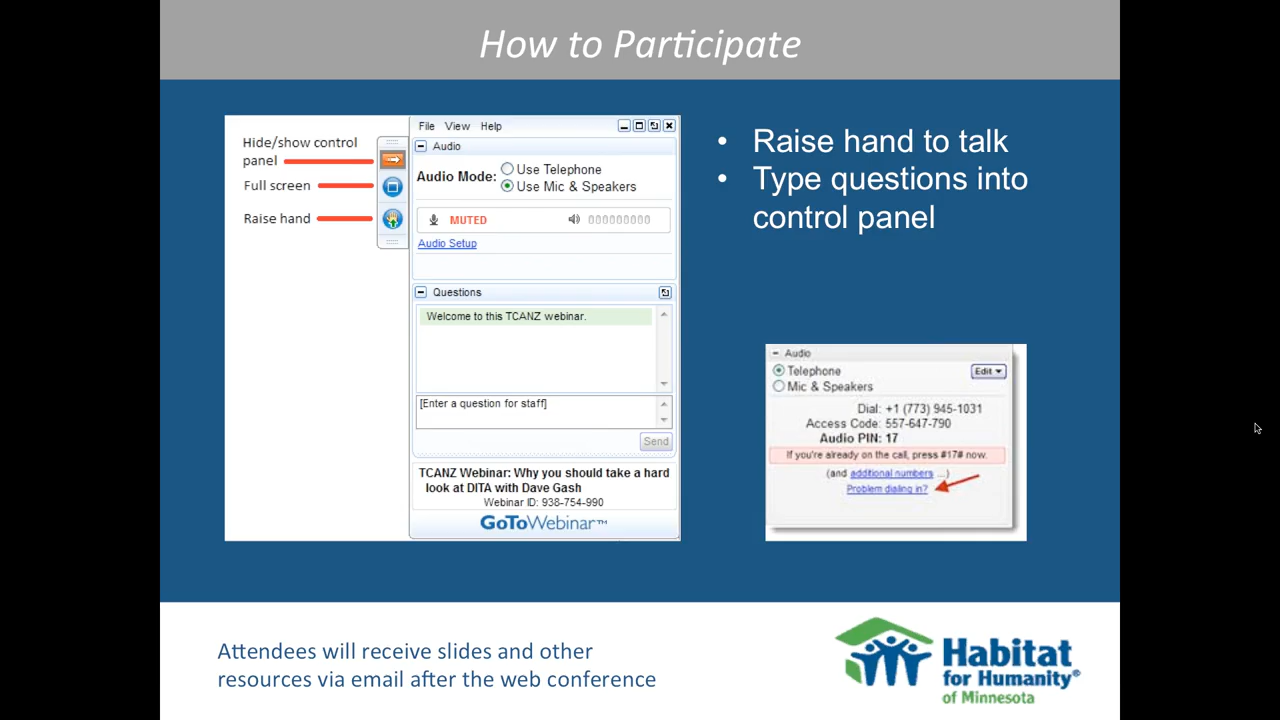 How to Participate
Hide/show control
panel
Full screen
Raise hand
File View Help
Audio
Audio Mode: Use Telephone
Use Mic & Speakers
MUTED 000000000
Audio Setup
Questions
Welcome to this TCANZ webinar.
[Enter a question for staff]
Send
TCANZ Webinar: Why you should take a hard
look at DITA with Dave Gash
Webinar ID: 938-754-990
GoToWebinar™
• Raise hand to talk
• Type questions into
control panel
Audio
Telephone Edit
Mic & Speakers
Dial: +1 (773) 945-1031
Access Code: 557-647-790
Audio PIN: 17
If you're already on the call, press #17# now.
(and additional numbers ...)
Problem dialing in?
Attendees will receive slides and other
resources via email after the web conference
Habitat
for Humanity®
of Minnesota